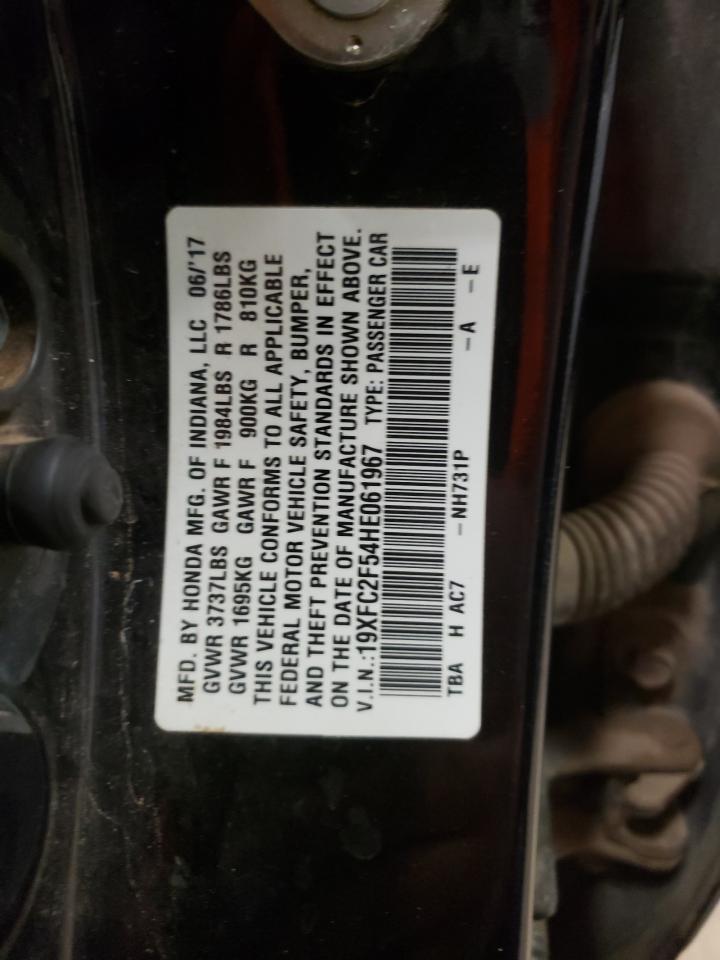 MFD. BY HONDA MFG. OF INDIANA, LLC 06/'17
GVWR 3737LBS GAWR F 1984LBS R 1786LBS
GVWR 1695KG GAWR F 900KG R 810KG
THIS VEHICLE CONFORMS TO ALL APPLICABLE
FEDERAL MOTOR VEHICLE SAFETY, BUMPER,
AND THEFT PREVENTION STANDARDS IN EFFECT
ON THE DATE OF MANUFACTURE SHOWN ABOVE.
V.I.N.:19XFC2F54HE061967 TYPE: PASSENGER CAR
TBA H AC7 –NH731P –A –E